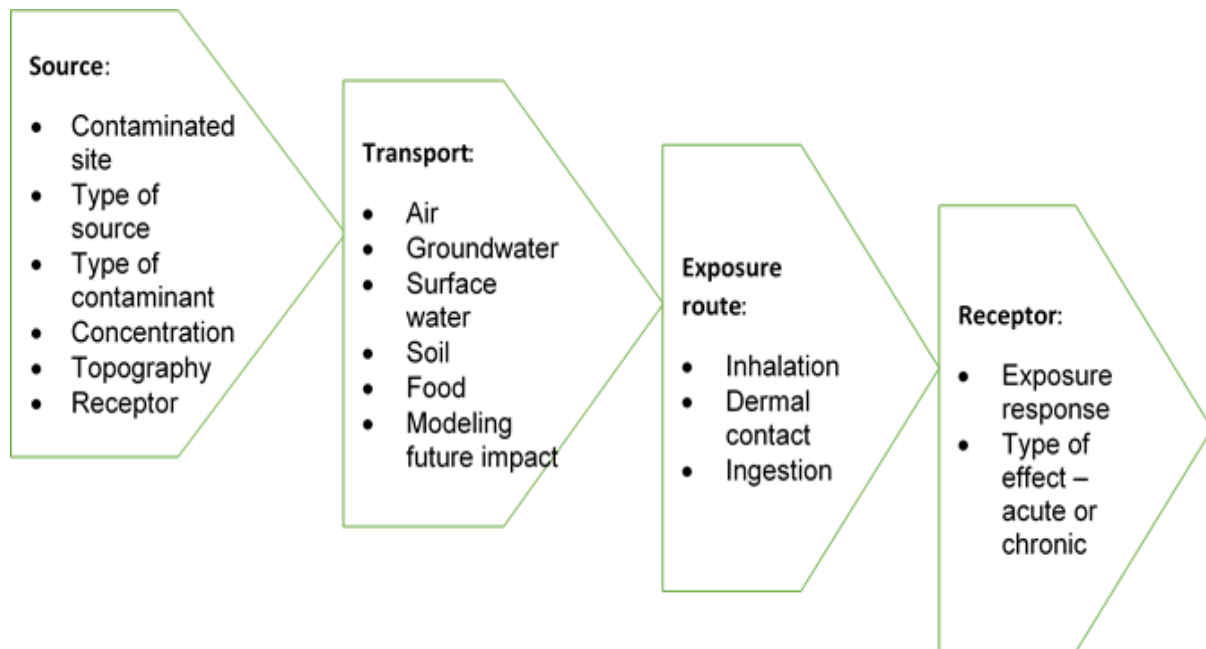 Source:
• Contaminated
site
• Type of
source
• Type of
contaminant
• Concentration
• Topography
• Receptor
Transport:
• Air
• Groundwater
• Surface
water
• Soil
• Food
• Modeling
future impact
Exposure
route:
• Inhalation
• Dermal
contact
• Ingestion
Receptor:
• Exposure
response
• Type of
effect –
acute or
chronic